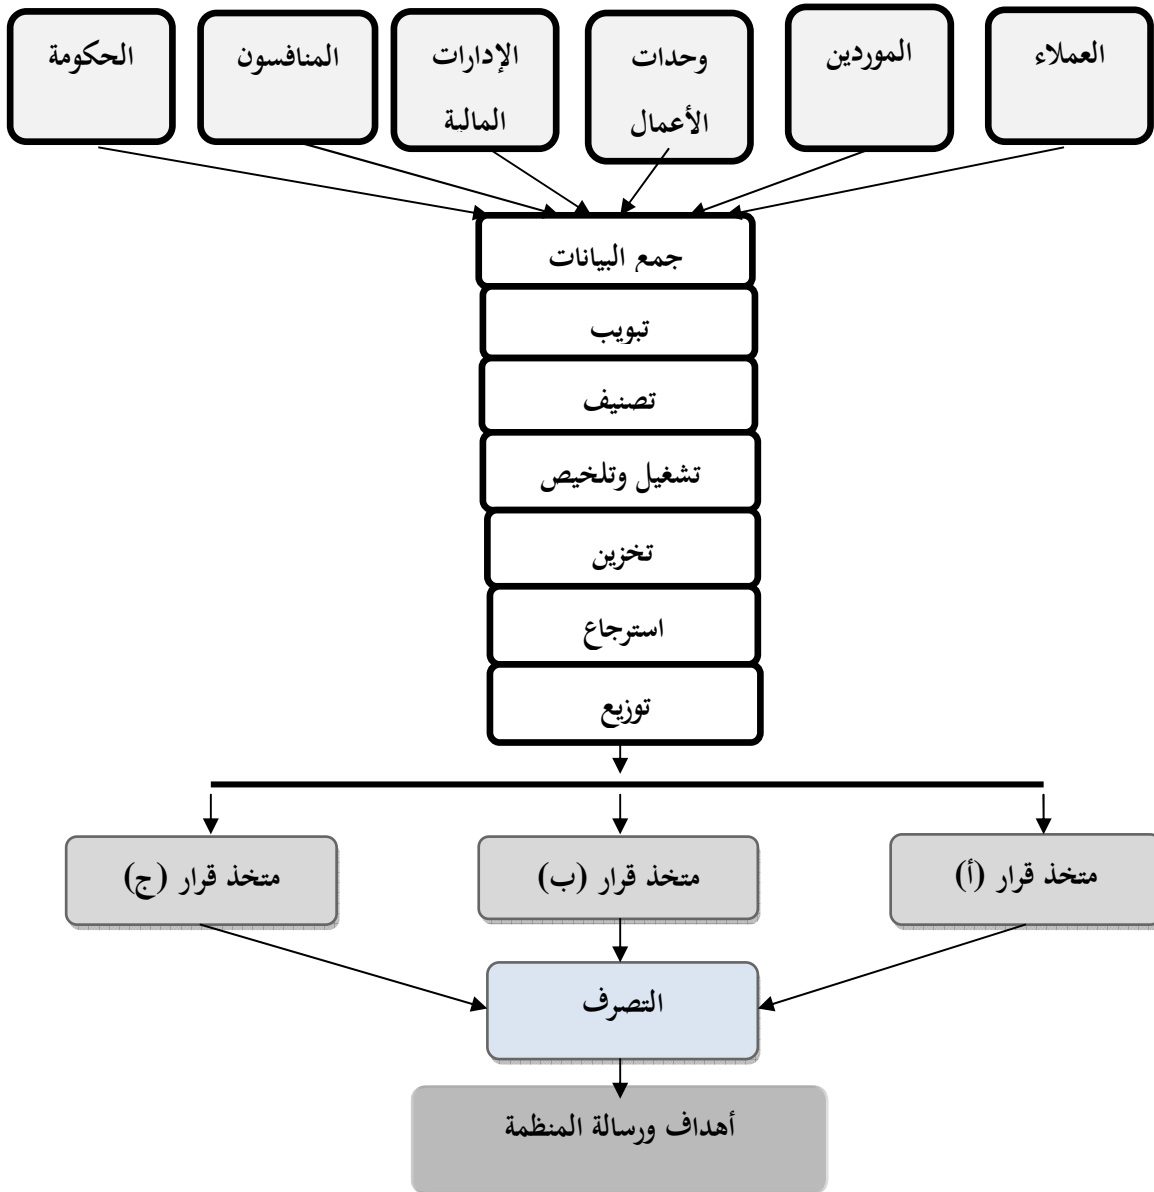 العملاء
الموردين
وحدات
الأعمال
الإدارات
المالية
المنافسون
الحكومة
جمع البيانات
تبويب
تصنيف
تشغيل وتلخيص
تخزين
استرجاع
توزيع
متخذ قرار (أ)
متخذ قرار (ب)
متخذ قرار (ج)
التصرف
أهداف ورسالة المنظمة